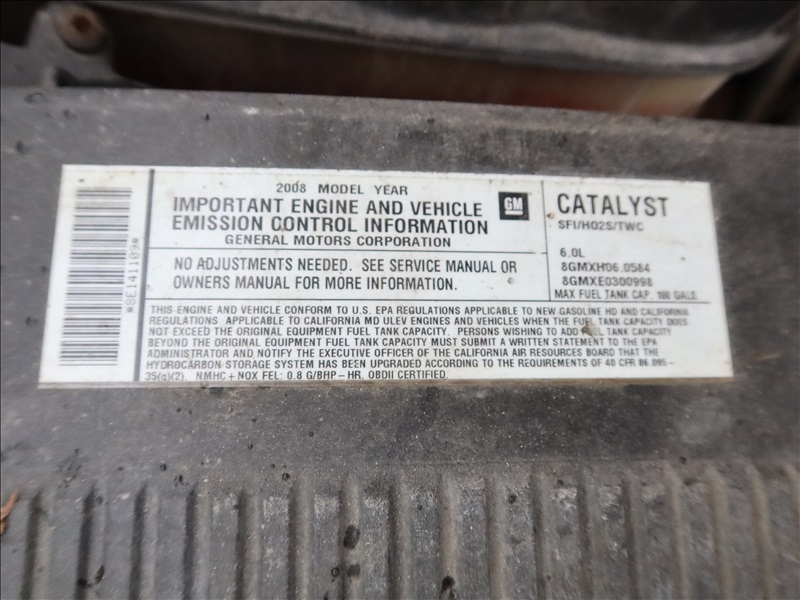 *8E141109*
2008 MODEL YEAR
IMPORTANT ENGINE AND VEHICLE
EMISSION CONTROL INFORMATION
GENERAL MOTORS CORPORATION
GM
NO ADJUSTMENTS NEEDED. SEE SERVICE MANUAL OR
OWNERS MANUAL FOR MORE INFORMATION.
CATALYST
SFI/HO2S/TWC
6.0L
8GMXH06.0584
8GMXE0300998
MAX FUEL TANK CAP. 100 GALS.
THIS ENGINE AND VEHICLE CONFORM TO U.S. EPA REGULATIONS APPLICABLE TO NEW GASOLINE HD AND CALIFORNIA
REGULATIONS APPLICABLE TO CALIFORNIA MD ULEV ENGINES AND VEHICLES WHEN THE FUEL TANK CAPACITY DOES
NOT EXCEED THE ORIGINAL EQUIPMENT FUEL TANK CAPACITY. PERSONS WISHING TO ADD FUEL TANK CAPACITY
BEYOND THE ORIGINAL EQUIPMENT FUEL TANK CAPACITY MUST SUBMIT A WRITTEN STATEMENT TO THE EPA
ADMINISTRATOR AND NOTIFY THE EXECUTIVE OFFICER OF THE CALIFORNIA AIR RESOURCES BOARD THAT THE
HYDROCARBON STORAGE SYSTEM HAS BEEN UPGRADED ACCORDING TO THE REQUIREMENTS OF 40 CFR 86.095-
35(g)(2). NMHC + NOX FEL: 0.8 G/BHP - HR. OBDII CERTIFIED.